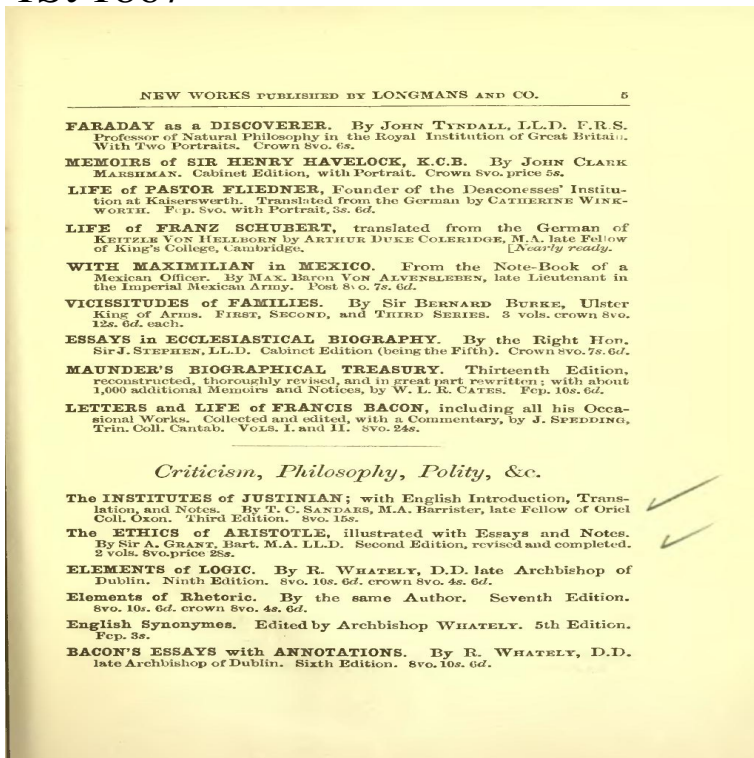 NEW WORKS PUBLISHED BY LONGMANS AND CO. 5
FARADAY as a DISCOVERER. By JOHN TYNDALL, LL.D. F.R.S.
Professor of Natural Philosophy in the Royal Institution of Great Britain.
With Two Portraits. Crown 8vo. 6s.
MEMOIRS of SIR HENRY HAVELOCK, K.C.B. By JOHN CLARK
MARSHMAN. Cabinet Edition, with Portrait. Crown 8vo. price 5s.
LIFE of PASTOR FLIEDNER, Founder of the Deaconesses' Institu-
tion at Kaiserswerth. Translated from the German by CATHERINE WINK-
WORTH. Fcp. 8vo. with Portrait, 3s. 6d.
LIFE of FRANZ SCHUBERT, translated from the German of
KEITZLE VON HELLBORN by ARTHUR DUKE COLERIDGE, M.A. late Fellow
of King's College, Cambridge. [Nearly ready.
WITH MAXIMILIAN in MEXICO. From the Note-Book of a
Mexican Officer. By MAX. Baron VON ALVENSLEBEN, late Lieutenant in
the Imperial Mexican Army. Post 8vo. 7s. 6d.
VICISSITUDES of FAMILIES. By Sir BERNARD BURKE, Ulster
King of Arms. FIRST, SECOND, and THIRD SERIES. 3 vols. crown 8vo.
12s. 6d. each.
ESSAYS in ECCLESIASTICAL BIOGRAPHY. By the Right Hon.
Sir J. STEPHEN, LL.D. Cabinet Edition (being the Fifth). Crown 8vo. 7s. 6d.
MAUNDER'S BIOGRAPHICAL TREASURY. Thirteenth Edition,
reconstructed, thoroughly revised, and in great part rewritten; with about
1,000 additional Memoirs and Notices, by W. L. R. CATES. Fcp. 10s. 6d.
LETTERS and LIFE of FRANCIS BACON, including all his Occa-
sional Works. Collected and edited, with a Commentary, by J. SPEDDING,
Trin. Coll. Cantab. VOLS. I. and II. 8vo. 24s.
Criticism, Philosophy, Polity, &c.
The INSTITUTES of JUSTINIAN; with English Introduction, Trans-
lation, and Notes. By T. C. SANDARS, M.A. Barrister, late Fellow of Oriel
Coll. Oxon. Third Edition. 8vo. 15s.
The ETHICS of ARISTOTLE, illustrated with Essays and Notes.
By Sir A. GRANT, Bart. M.A. LL.D. Second Edition, revised and completed.
2 vols. 8vo. price 28s.
ELEMENTS of LOGIC. By R. WHATELY, D.D. late Archbishop of
Dublin. Ninth Edition. 8vo. 10s. 6d. crown 8vo. 4s. 6d.
Elements of Rhetoric. By the same Author. Seventh Edition.
8vo. 10s. 6d. crown 8vo. 4s. 6d.
English Synonymes. Edited by Archbishop WHATELY. 5th Edition.
Fcp. 3s.
BACON'S ESSAYS with ANNOTATIONS. By R. WHATELY, D.D.
late Archbishop of Dublin. Sixth Edition. 8vo. 10s. 6d.